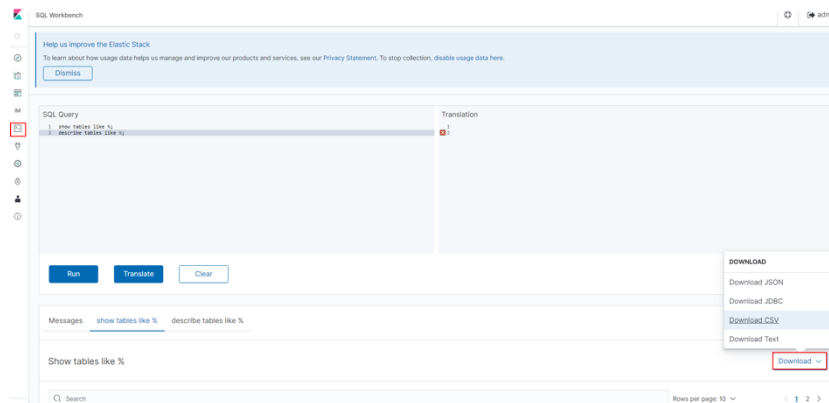 SQL Workbench
adm
Help us improve the Elastic Stack
To learn about how usage data helps us manage and improve our products and services, see our Privacy Statement. To stop collection, disable usage data here.
Dismiss
SQL Query
Translation
1 show tables like %;
2 describe tables like %;
1
2
IM
Run
Translate
Clear
DOWNLOAD
Download JSON
Download JDBC
Download CSV
Download Text
Messages
show tables like %
describe tables like %
Show tables like %
Download
Search
Rows per page: 10
1 2